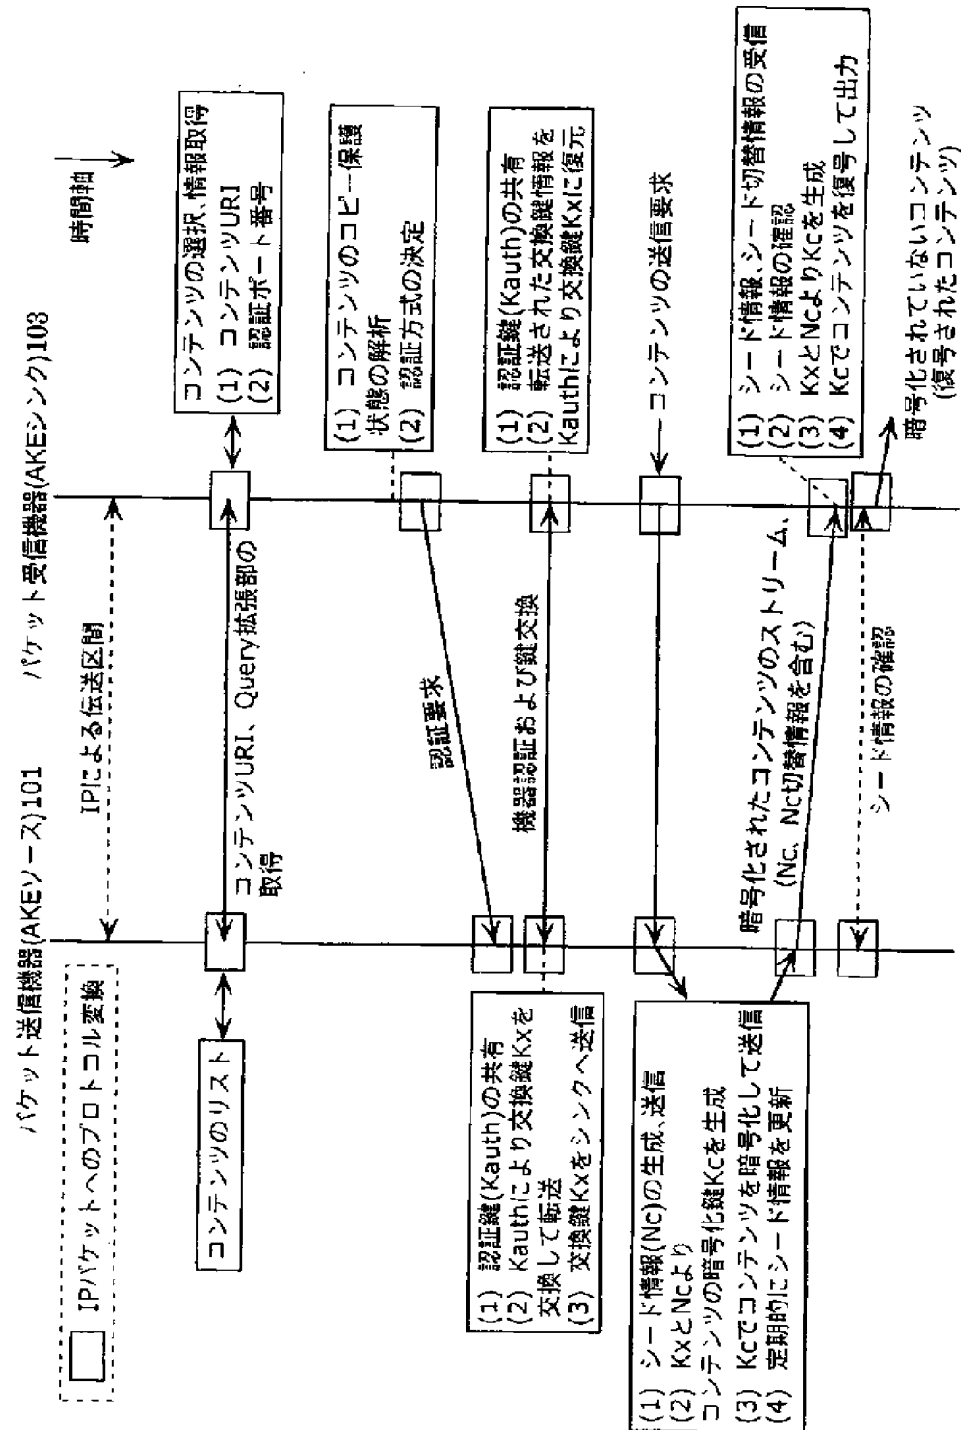 パケット送信機器(AKEソース)101
パケット受信機器(AKEシンク)103
IPパケットへのプロトコル変換
IPによる伝送区間
時間軸
コンテンツのリスト
コンテンツURI、Query拡張部の
取得
コンテンツの選択、情報取得
(1) コンテンツURI
(2) 認証ポート番号
(1) コンテンツのコピー保護
状態の解析
(2) 認証方式の決定
認証要求
(1) 認証鍵(Kauth)の共有
(2) Kauthにより交換鍵Kxを
交換して転送
(3) 交換鍵Kxをシンクへ送信
機器認証および鍵交換
(1) 認証鍵(Kauth)の共有
(2) 転送された交換鍵情報を
Kauthにより交換鍵Kxに復元
コンテンツの送信要求
(1) シード情報(Nc)の生成、送信
(2) KxとNcより
コンテンツの暗号化鍵Kcを生成
(3) Kcでコンテンツを暗号化して送信
(4) 定期的にシード情報を更新
暗号化されたコンテンツのストリーム、
(Nc、Nc切替情報を含む)
(1) シード情報、シード切替情報の受信
(2) シード情報の確認
(3) KxとNcよりKcを生成
(4) Kcでコンテンツを復号して出力
シード情報の確認
暗号化されていないコンテンツ
(復号されたコンテンツ)